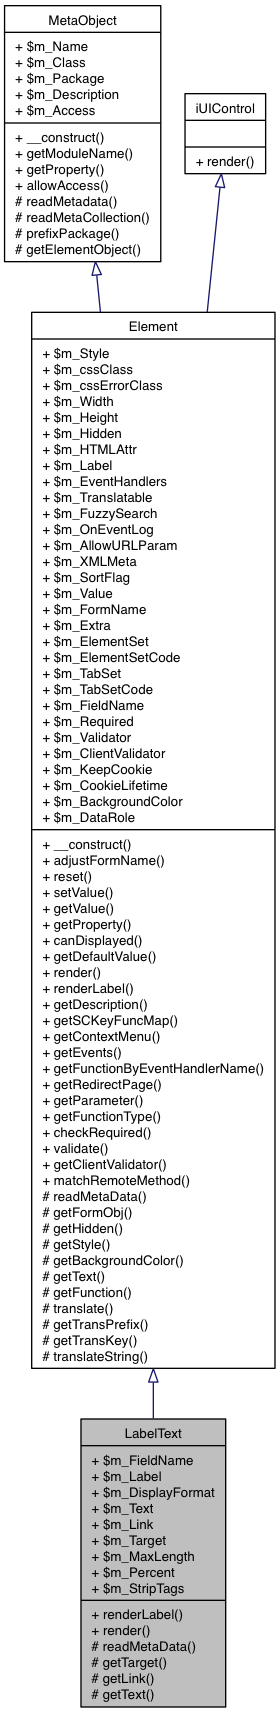 MetaObject
+ $m_Name
+ $m_Class
+ $m_Package
+ $m_Description
+ $m_Access
+ __construct()
+ getModuleName()
+ getProperty()
+ allowAccess()
# readMetadata()
# readMetaCollection()
# prefixPackage()
# getElementObject()
iUIControl
+ render()
Element
+ $m_Style
+ $m_cssClass
+ $m_cssErrorClass
+ $m_Width
+ $m_Height
+ $m_Hidden
+ $m_HTMLAttr
+ $m_Label
+ $m_EventHandlers
+ $m_Translatable
+ $m_FuzzySearch
+ $m_OnEventLog
+ $m_AllowURLParam
+ $m_XMLMeta
+ $m_SortFlag
+ $m_Value
+ $m_FormName
+ $m_Extra
+ $m_ElementSet
+ $m_ElementSetCode
+ $m_TabSet
+ $m_TabSetCode
+ $m_FieldName
+ $m_Required
+ $m_Validator
+ $m_ClientValidator
+ $m_KeepCookie
+ $m_CookieLifetime
+ $m_BackgroundColor
+ $m_DataRole
+ __construct()
+ adjustFormName()
+ reset()
+ setValue()
+ getValue()
+ getProperty()
+ canDisplayed()
+ getDefaultValue()
+ render()
+ renderLabel()
+ getDescription()
+ getSCKeyFuncMap()
+ getContextMenu()
+ getEvents()
+ getFunctionByEventHandlerName()
+ getRedirectPage()
+ getParameter()
+ getFunctionType()
+ checkRequired()
+ validate()
+ getClientValidator()
+ matchRemoteMethod()
# readMetaData()
# getFormObj()
# getHidden()
# getStyle()
# getBackgroundColor()
# getText()
# getFunction()
# translate()
# getTransPrefix()
# getTransKey()
# translateString()
LabelText
+ $m_FieldName
+ $m_Label
+ $m_DisplayFormat
+ $m_Text
+ $m_Link
+ $m_Target
+ $m_MaxLength
+ $m_Percent
+ $m_StripTags
+ renderLabel()
+ render()
# readMetaData()
# getTarget()
# getLink()
# getText()